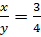 x/y = 3/4